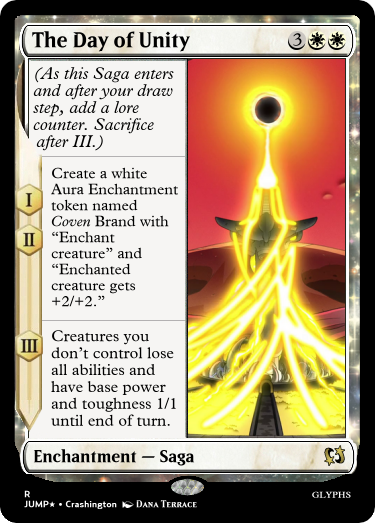 The Day of Unity 3
(As this Saga enters
and after your draw
step, add a lore
counter. Sacrifice
after III.)
I
II
Create a white
Aura Enchantment
token named
Coven Brand with
“Enchant
creature” and
“Enchanted
creature gets
+2/+2.”
III
Creatures you
don’t control lose
all abilities and
have base power
and toughness 1/1
until end of turn.
Enchantment — Saga
R
JUMP★ • Crashington DANA TERRACE
GLYPHS